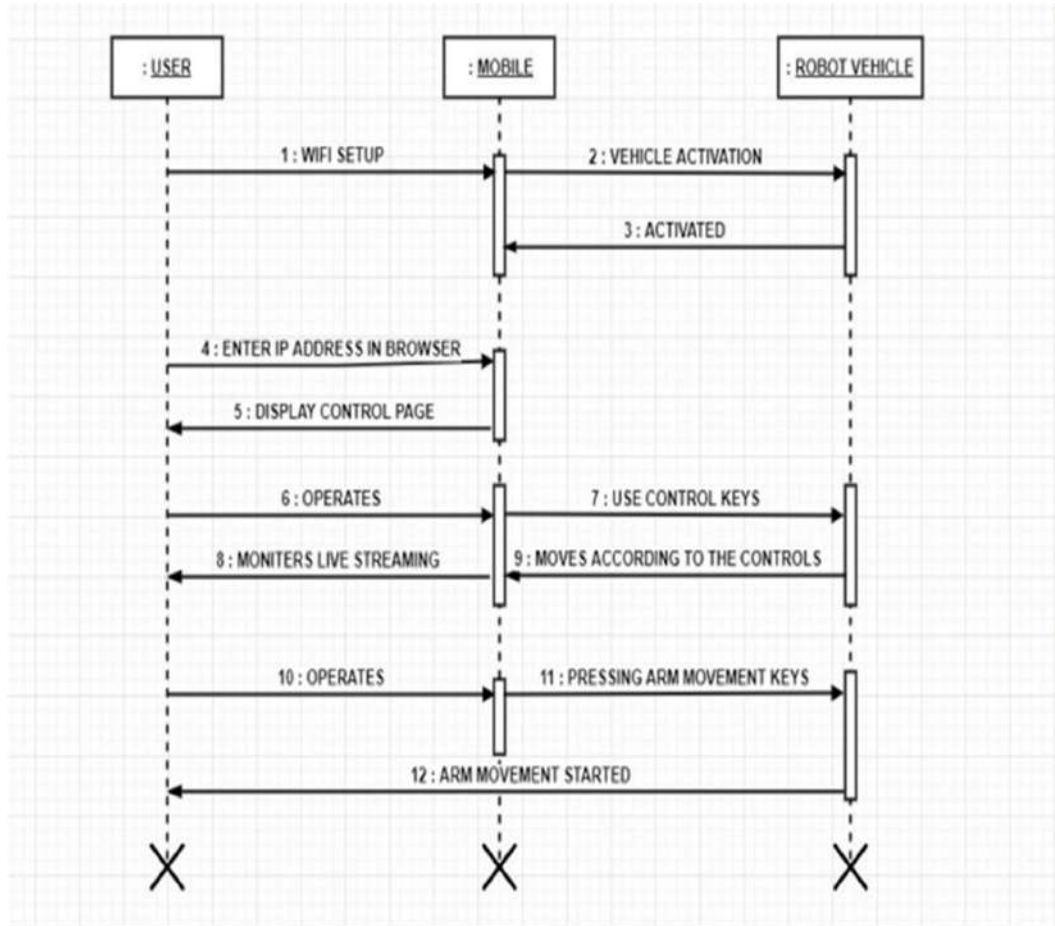 : USER
: MOBILE
: ROBOT VEHICLE
1 : WIFI SETUP
2 : VEHICLE ACTIVATION
3 : ACTIVATED
4 : ENTER IP ADDRESS IN BROWSER
5 : DISPLAY CONTROL PAGE
6 : OPERATES
7 : USE CONTROL KEYS
8 : MONITERS LIVE STREAMING
9 : MOVES ACCORDING TO THE CONTROLS
10 : OPERATES
11 : PRESSING ARM MOVEMENT KEYS
12 : ARM MOVEMENT STARTED